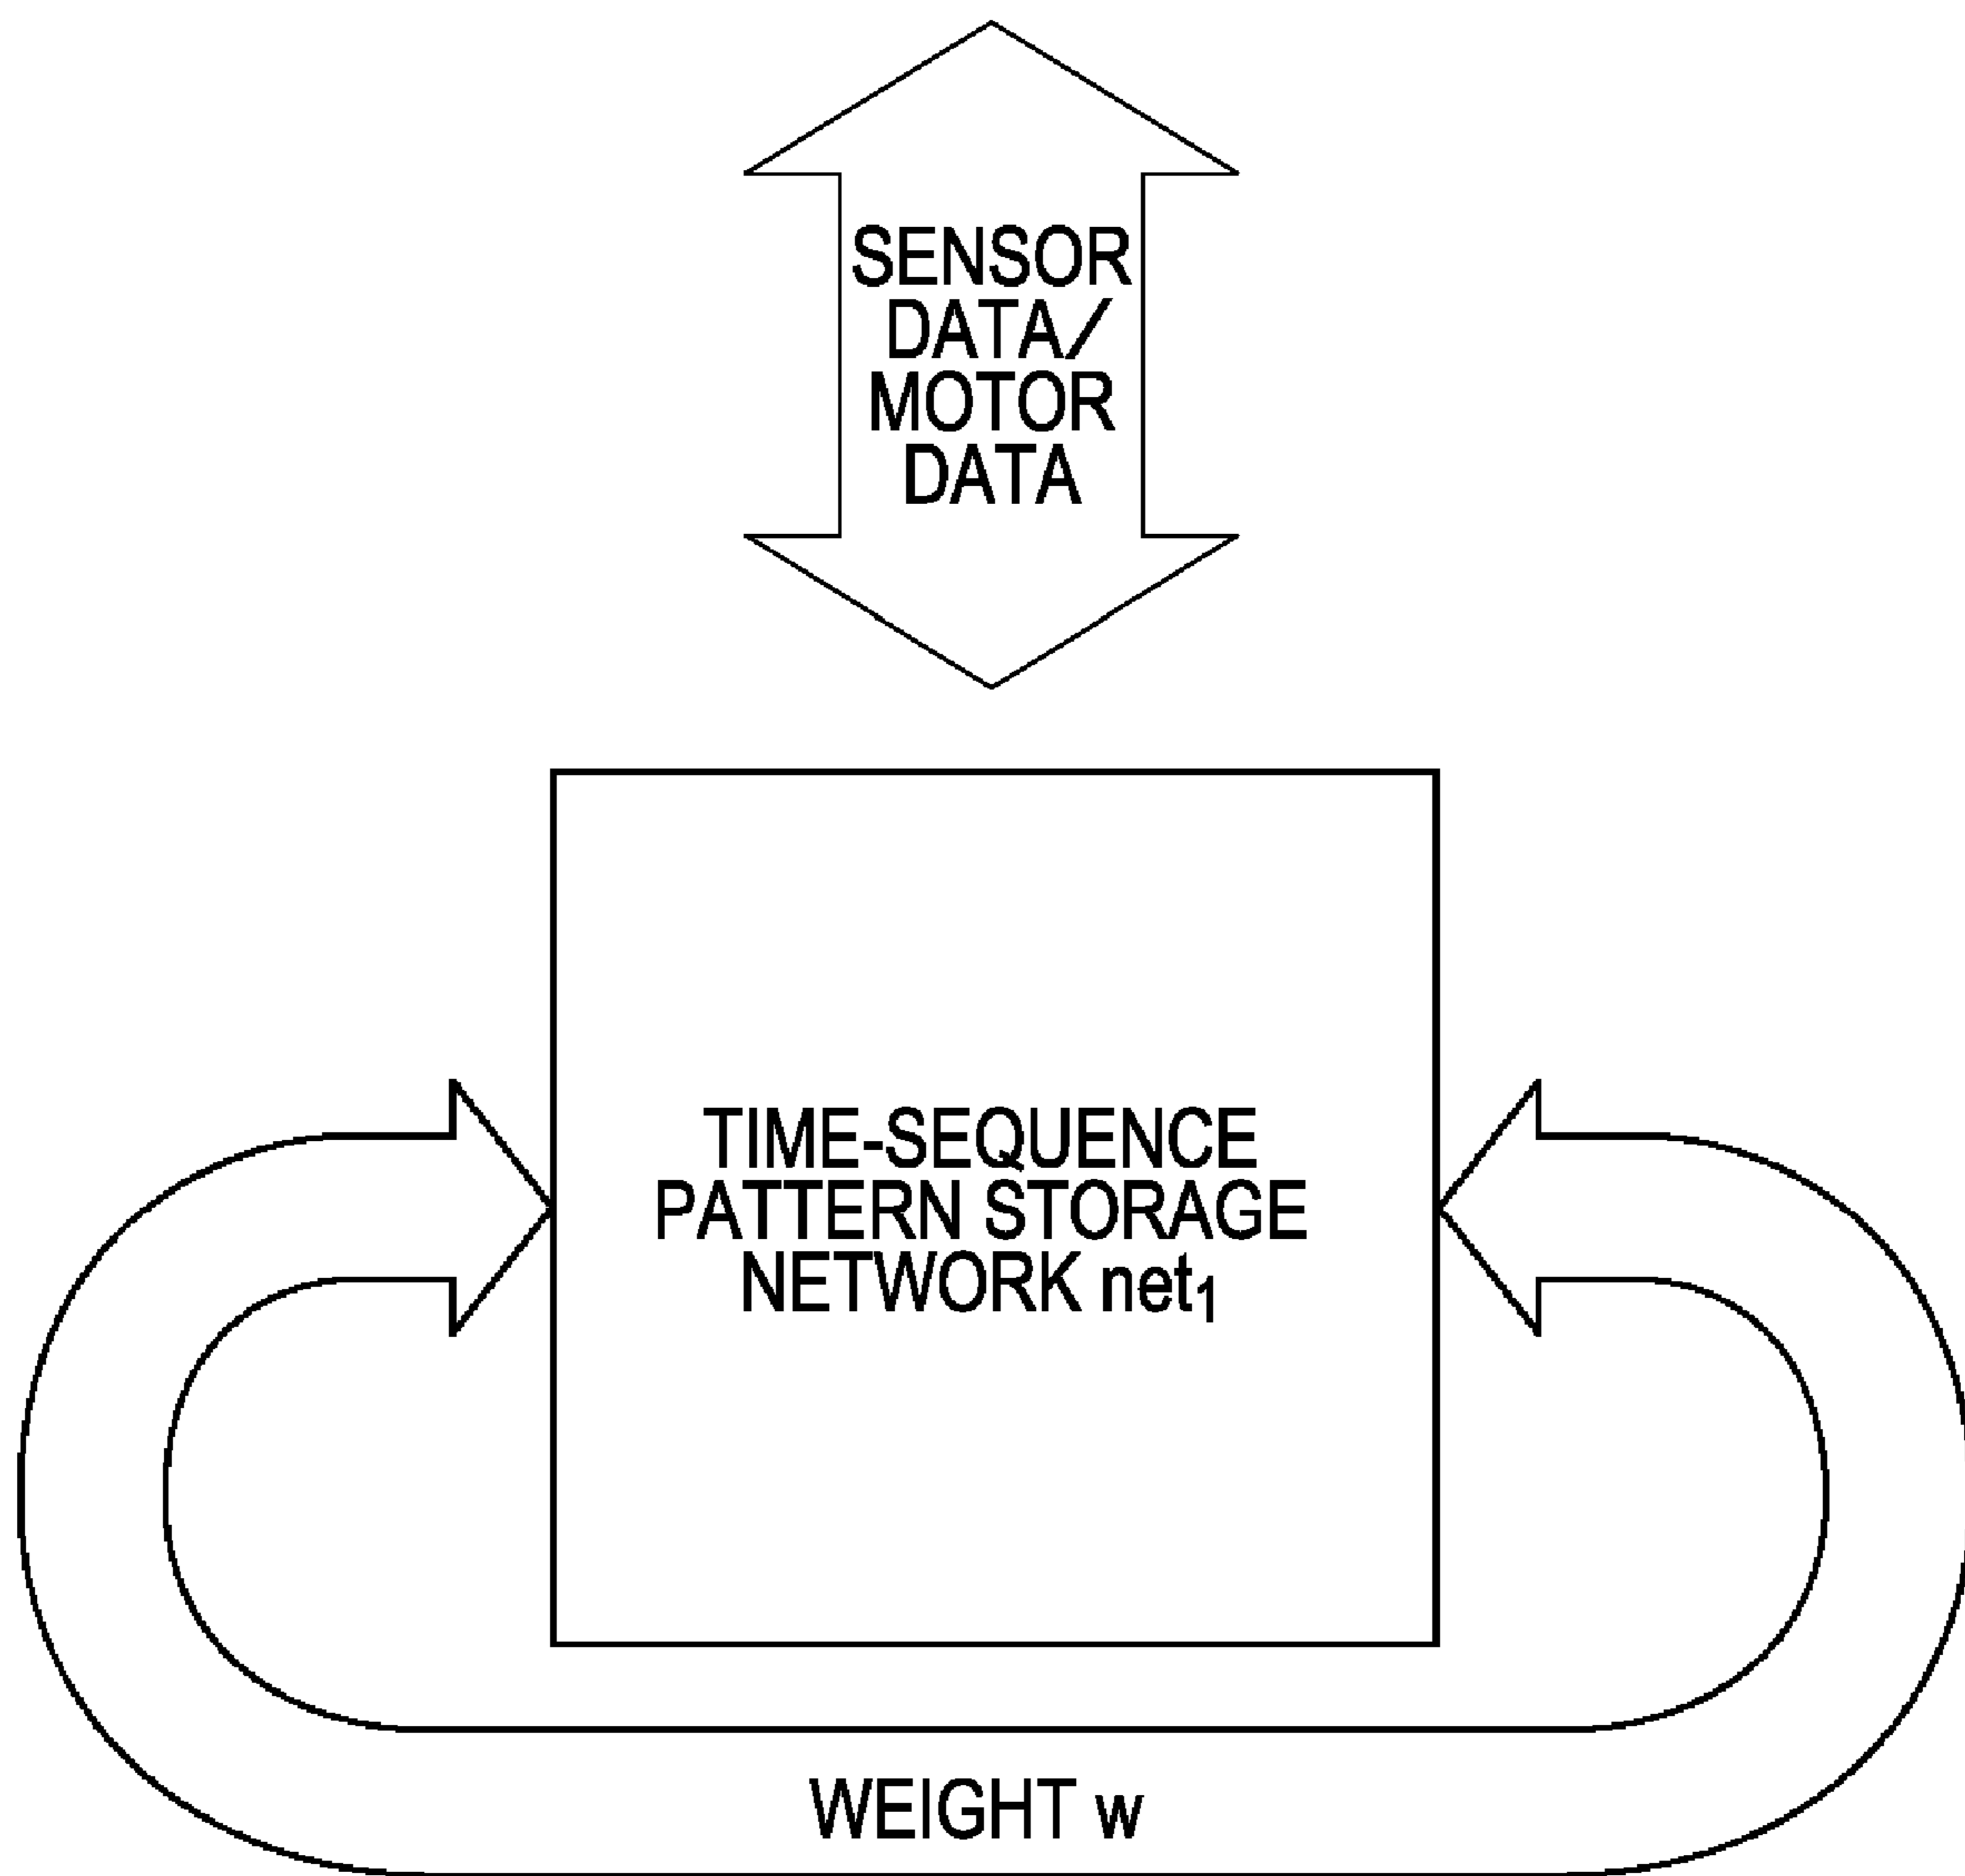 SENSOR
DATA/
MOTOR
DATA
TIME-SEQUENCE
PATTERN STORAGE
NETWORK net₁
WEIGHT w